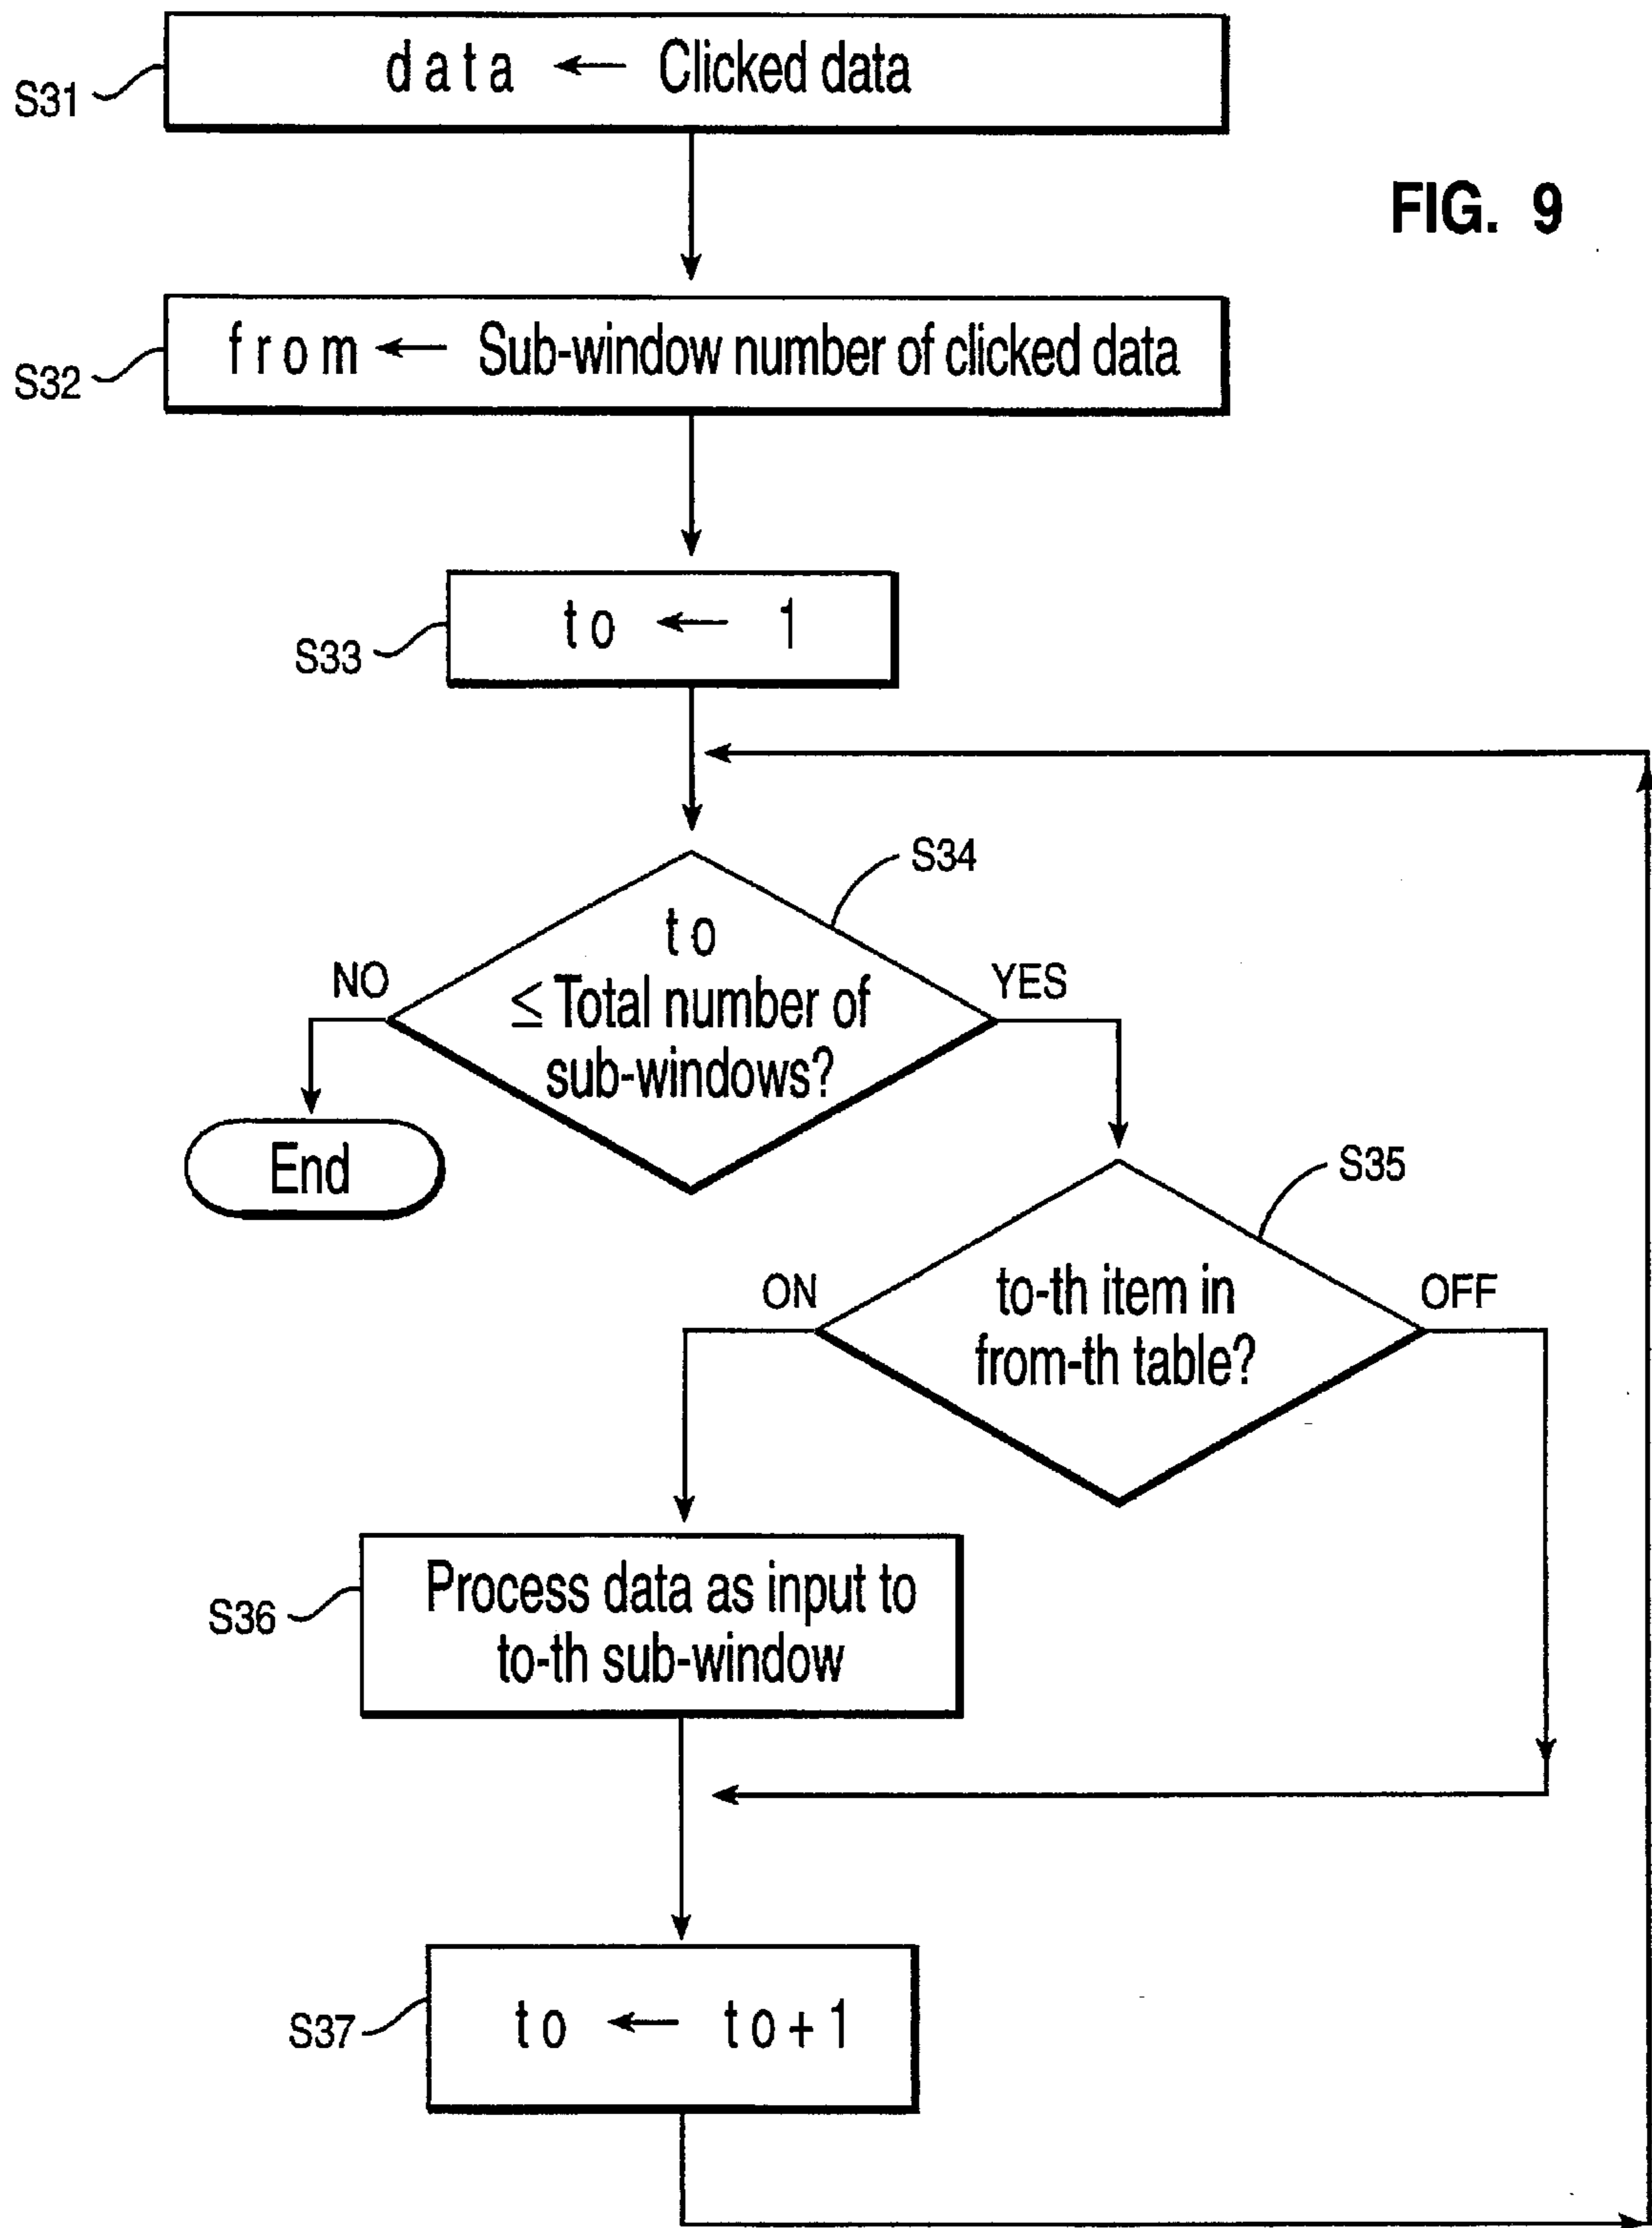 S31
data ← Clicked data
FIG. 9
S32
from ← Sub-window number of clicked data
S33
to ← 1
S34
to
≤ Total number of
sub-windows?
NO
YES
End
S35
to-th item in
from-th table?
ON
OFF
S36
Process data as input to
to-th sub-window
S37
to ← to+1